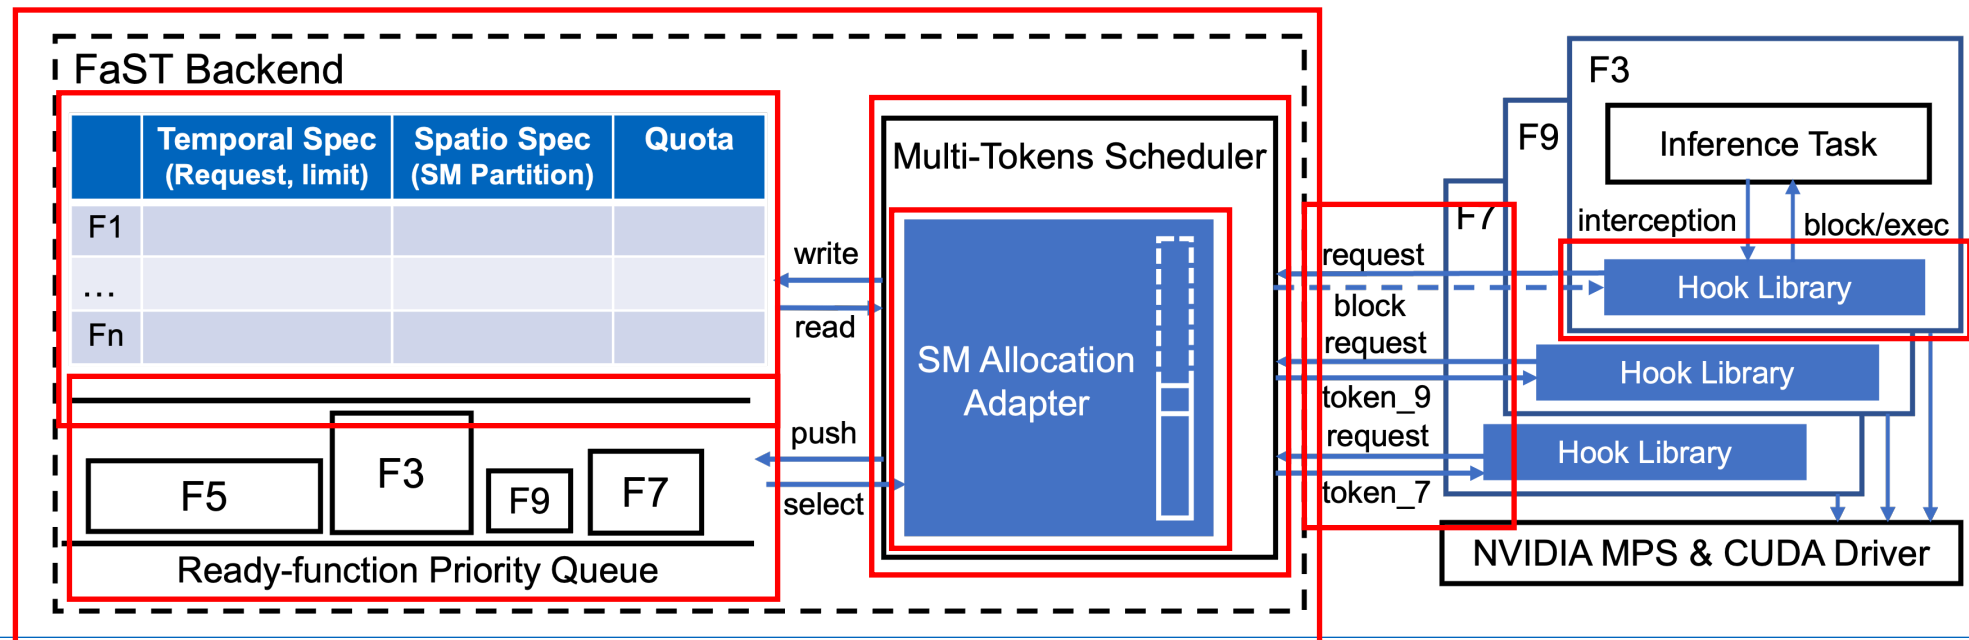 FaST Backend
Temporal Spec
(Request, limit)
Spatio Spec
(SM Partition)
Quota
F1
...
Fn
write
read
push
select
F5
F3
F9
F7
Ready-function Priority Queue
Multi-Tokens Scheduler
SM Allocation
Adapter
request
block
request
token_9
request
token_7
F3
F9
F7
Inference Task
interception
block/exec
Hook Library
Hook Library
Hook Library
NVIDIA MPS & CUDA Driver